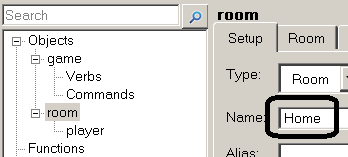 Search
Objects
game
Verbs
Commands
room
player
Functions
room
Setup Room
Type: Room
Name: Home
Alias: